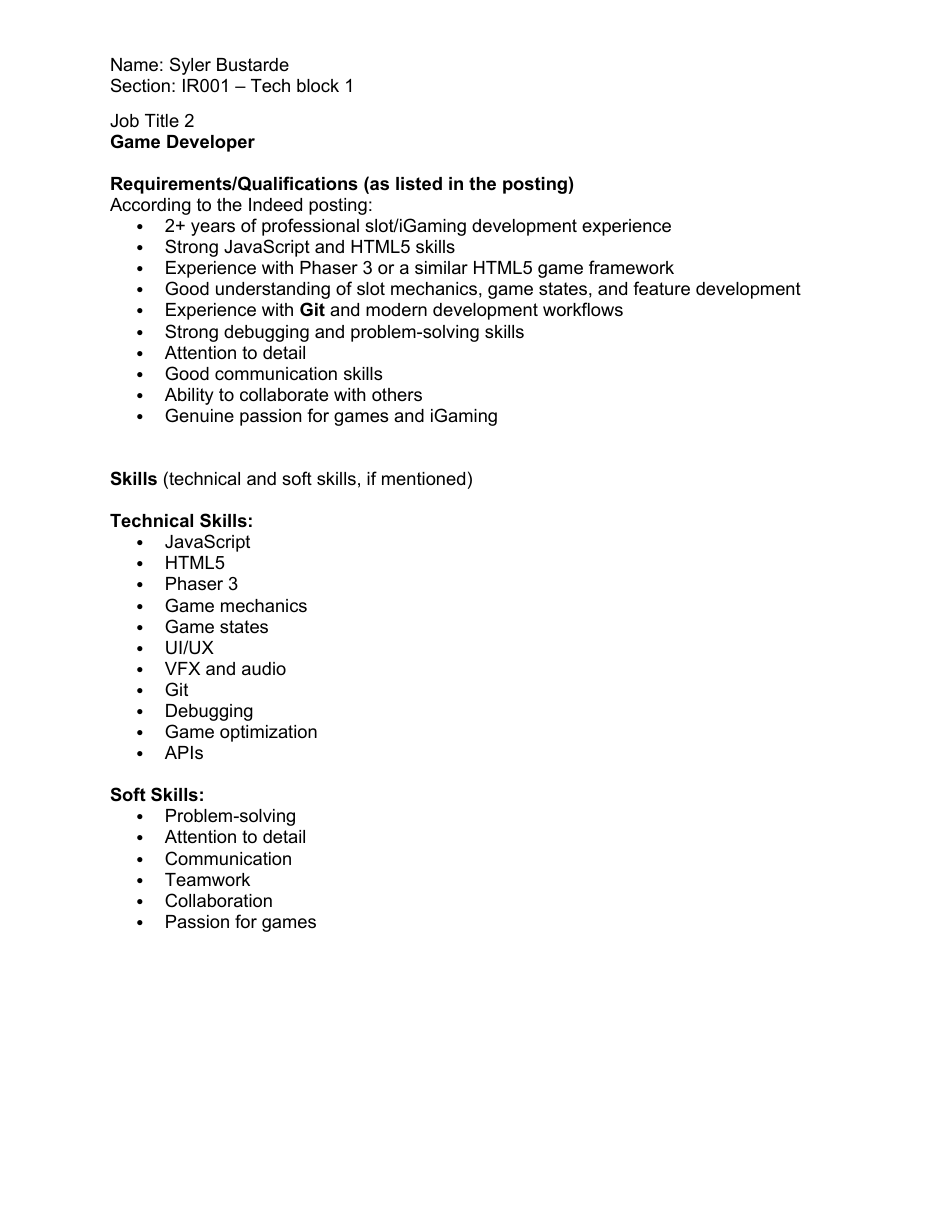 Name: Syler Bustarde
Section: IR001 – Tech block 1
Job Title 2
Game Developer
Requirements/Qualifications (as listed in the posting)
According to the Indeed posting:
• 2+ years of professional slot/iGaming development experience
• Strong JavaScript and HTML5 skills
• Experience with Phaser 3 or a similar HTML5 game framework
• Good understanding of slot mechanics, game states, and feature development
• Experience with Git and modern development workflows
• Strong debugging and problem-solving skills
• Attention to detail
• Good communication skills
• Ability to collaborate with others
• Genuine passion for games and iGaming
Skills (technical and soft skills, if mentioned)
Technical Skills:
• JavaScript
• HTML5
• Phaser 3
• Game mechanics
• Game states
• UI/UX
• VFX and audio
• Git
• Debugging
• Game optimization
• APIs
Soft Skills:
• Problem-solving
• Attention to detail
• Communication
• Teamwork
• Collaboration
• Passion for games